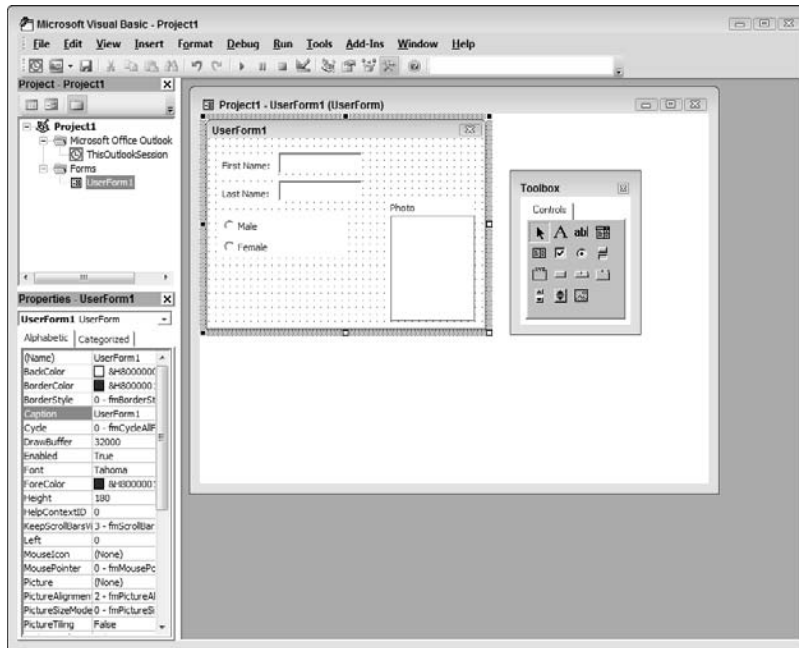 Microsoft Visual Basic - Project1
File Edit View Insert Format Debug Run Tools Add-Ins Window Help
Project - Project1
Project1
Microsoft Office Outlook
ThisOutlookSession
Forms
UserForm1
Properties - UserForm1
UserForm1 UserForm
Alphabetic Categorized
(Name) UserForm1
BackColor &H8000000
BorderColor &H8000001
BorderStyle 0 - fmBorderSt
Caption UserForm1
Cycle 0 - fmCycleAllF
DrawBuffer 32000
Enabled True
Font Tahoma
ForeColor &H8000001
Height 180
HelpContextID 0
KeepScrollBarsVi 3 - fmScrollBar
Left 0
MouseIcon (None)
MousePointer 0 - fmMousePo
Picture (None)
PictureAlignmen 2 - fmPictureAl
PictureSizeMode 0 - fmPictureSi
PictureTiling False
Project1 - UserForm1 (UserForm)
UserForm1
First Name:
Last Name:
Male
Female
Photo
Toolbox
Controls
A abl